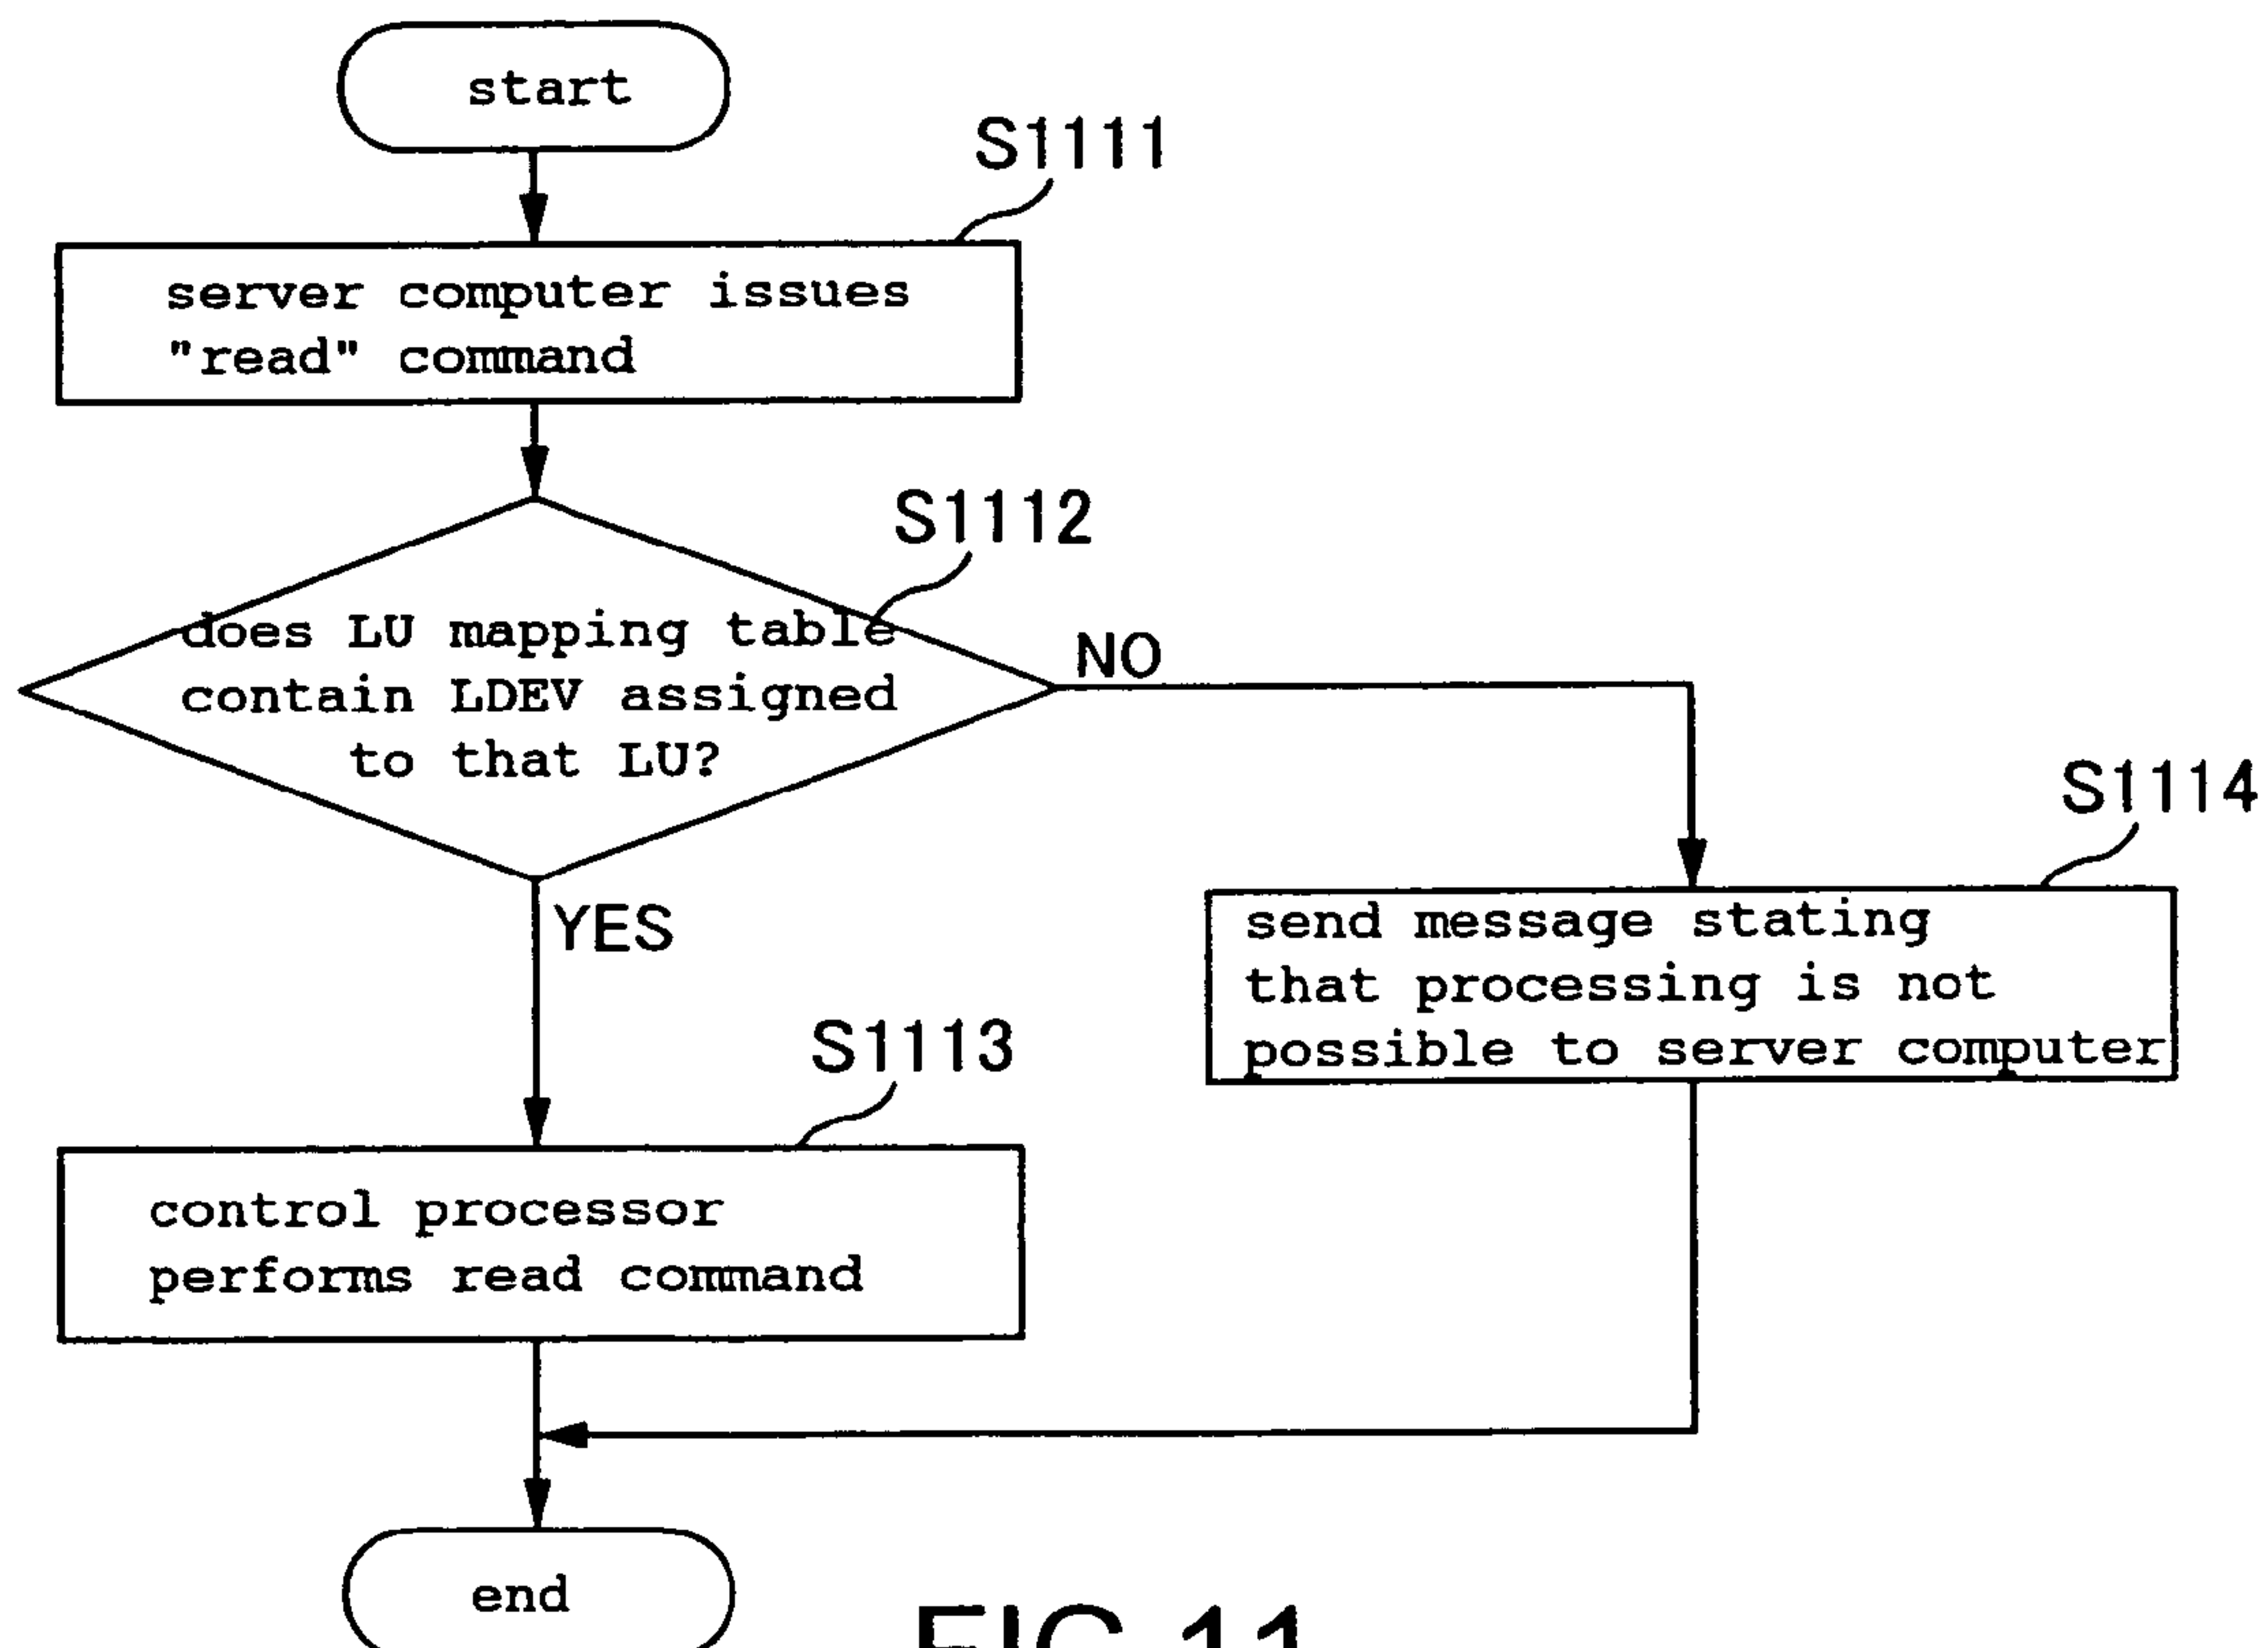 start
S1111
server computer issues
"read" command
S1112
does LU mapping table
contain LDEV assigned
to that LU?
NO
YES
S1114
send message stating
that processing is not
possible to server computer
S1113
control processor
performs read command
end
FIG.11